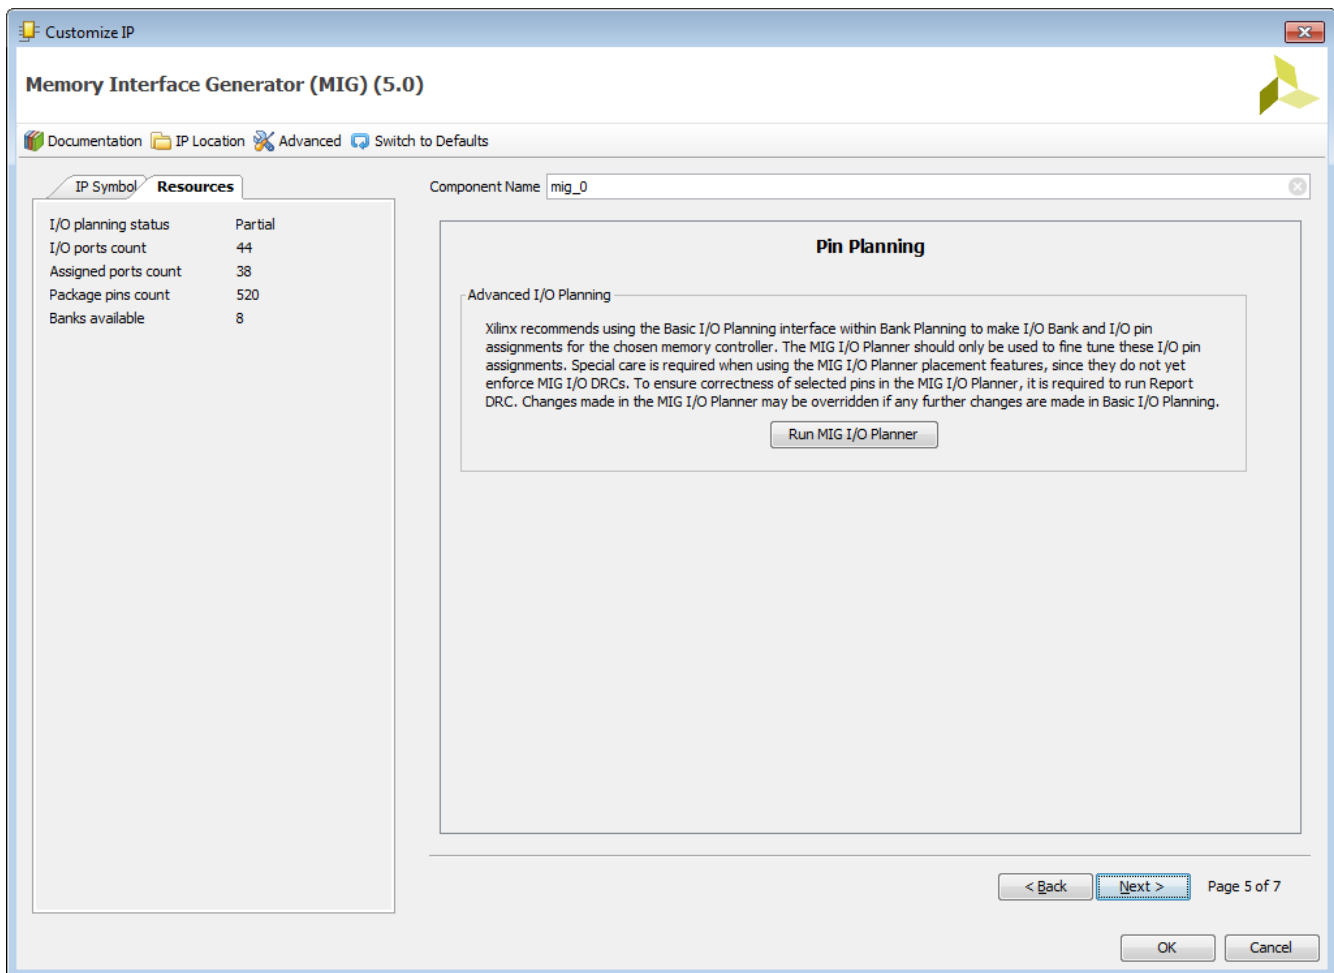 Customize IP
Memory Interface Generator (MIG) (5.0)
Documentation IP Location Advanced Switch to Defaults
IP Symbol Resources
I/O planning status Partial
I/O ports count 44
Assigned ports count 38
Package pins count 520
Banks available 8
Component Name mig_0
Pin Planning
Advanced I/O Planning
Xilinx recommends using the Basic I/O Planning interface within Bank Planning to make I/O Bank and I/O pin
assignments for the chosen memory controller. The MIG I/O Planner should only be used to fine tune these I/O pin
assignments. Special care is required when using the MIG I/O Planner placement features, since they do not yet
enforce MIG I/O DRCs. To ensure correctness of selected pins in the MIG I/O Planner, it is required to run Report
DRC. Changes made in the MIG I/O Planner may be overridden if any further changes are made in Basic I/O Planning.
Run MIG I/O Planner
< Back Next > Page 5 of 7
OK Cancel